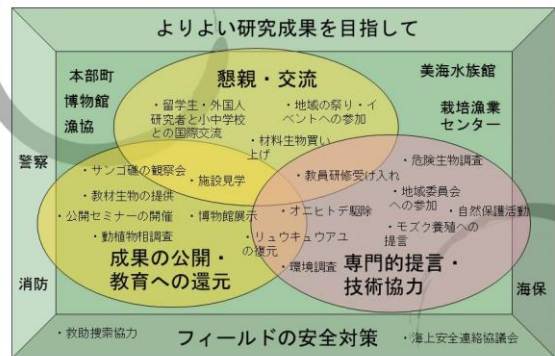 よりよい研究成果を目指して
本部町
博物館
漁協
懇親・交流
美海水族館
栽培漁業
センター
・留学生・外国人
研究者と小中学校
との国際交流
・地域の祭り・イ
ベントへの参加
・材料生物買い
上げ
警察
・サンゴ礁の観察会
・施設見学
・教員研修受け入れ
・危険生物調査
・教材生物の提供
・地域委員会
への参加
・自然保護活動
・公開セミナーの開催
・博物館展示
・オニヒトデ駆除
・モズク養殖への
提言
・動植物相調査
・リュウキュウアユ
の復元
・環境調査
成果の公開・
教育への還元
専門的提言・
技術協力
消防
海保
・救助捜索協力
フィールドの安全対策
・海上安全連絡協議会